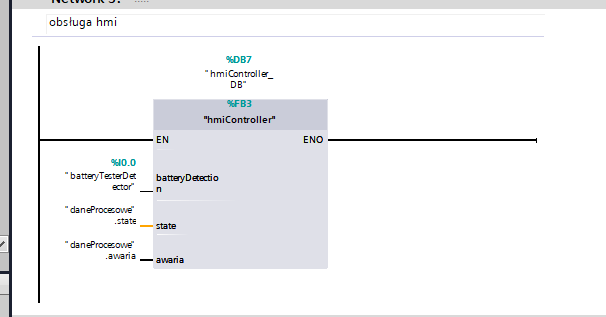 Network 3: .....
obsługa hmi
%DB7
"hmiController_
DB"
%FB3
"hmiController"
EN
ENO
%I0.0
"batteryTesterDet
ector"
batteryDetectio
n
"daneProcesowe"
.state
state
"daneProcesowe"
.awaria
awaria